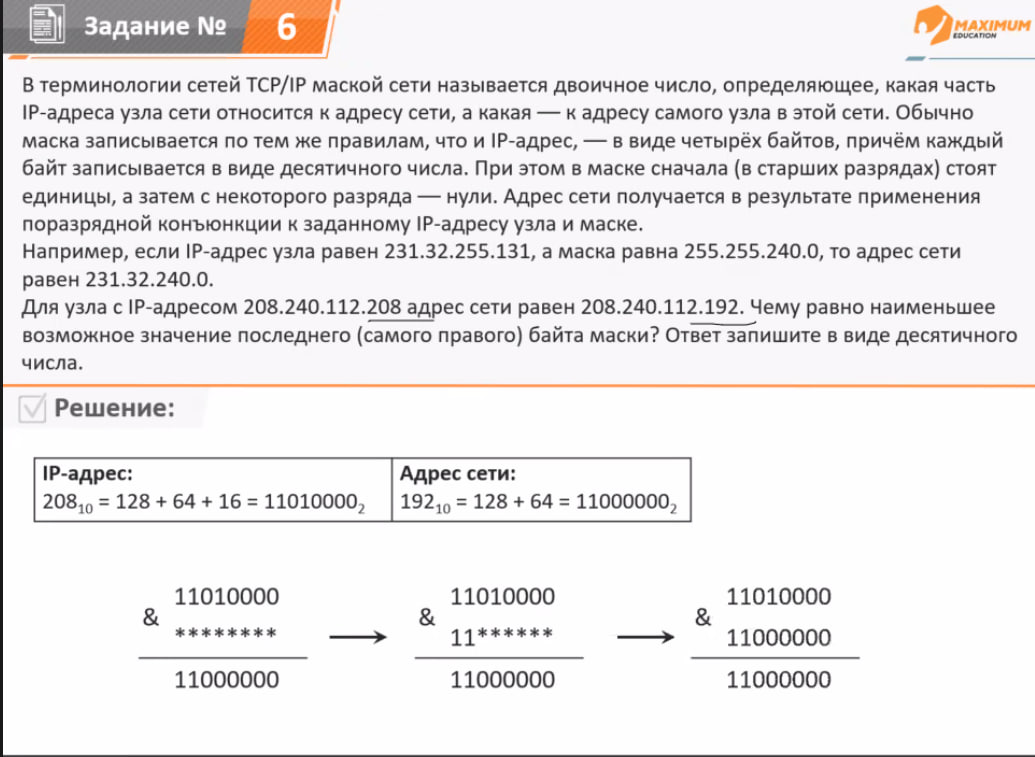 Задание № 6
MAXIMUM
EDUCATION
В терминологии сетей TCP/IP маской сети называется двоичное число, определяющее, какая часть
IP-адреса узла сети относится к адресу сети, а какая — к адресу самого узла в этой сети. Обычно
маска записывается по тем же правилам, что и IP-адрес, — в виде четырёх байтов, причём каждый
байт записывается в виде десятичного числа. При этом в маске сначала (в старших разрядах) стоят
единицы, а затем с некоторого разряда — нули. Адрес сети получается в результате применения
поразрядной конъюнкции к заданному IP-адресу узла и маске.
Например, если IP-адрес узла равен 231.32.255.131, а маска равна 255.255.240.0, то адрес сети
равен 231.32.240.0.
Для узла с IP-адресом 208.240.112.208 адрес сети равен 208.240.112.192. Чему равно наименьшее
возможное значение последнего (самого правого) байта маски? Ответ запишите в виде десятичного
числа.
Решение:
IP-адрес: Адрес сети:
208₁₀ = 128 + 64 + 16 = 11010000₂ 192₁₀ = 128 + 64 = 11000000₂
11010000 11010000 11010000
& & &
******** 11****** 11000000
11000000 11000000 11000000